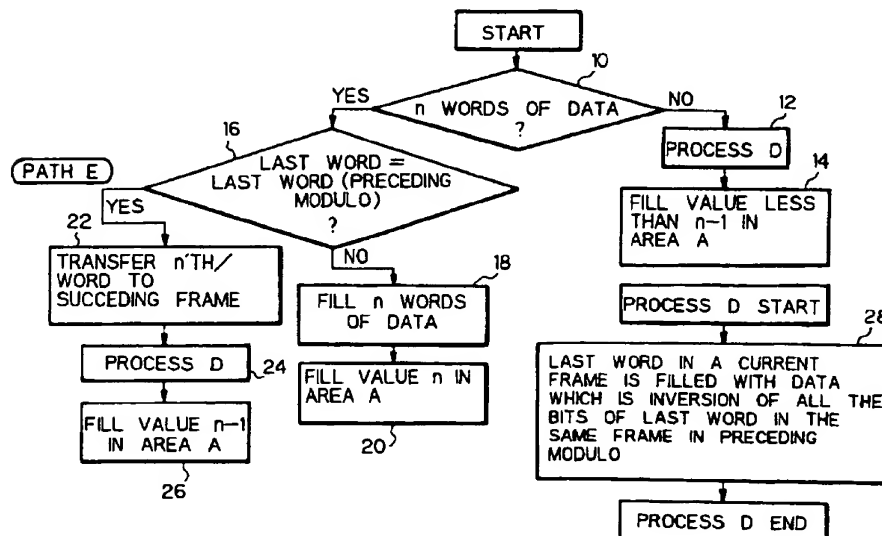 START
10
YES
n WORDS OF DATA
?
NO
12
PROCESS D
14
FILL VALUE LESS
THAN n-1 IN
AREA A
16
PATH E
LAST WORD =
LAST WORD (PRECEDING
MODULO)
?
YES
NO
22
TRANSFER n'TH/
WORD TO
SUCCEDING FRAME
PROCESS D
24
FILL VALUE n-1
IN AREA A
26
18
FILL n WORDS
OF DATA
FILL VALUE n IN
AREA A
20
PROCESS D START
28
LAST WORD IN A CURRENT
FRAME IS FILLED WITH DATA
WHICH IS INVERSION OF ALL THE
BITS OF LAST WORD IN THE
SAME FRAME IN PRECEDING
MODULO
PROCESS D END